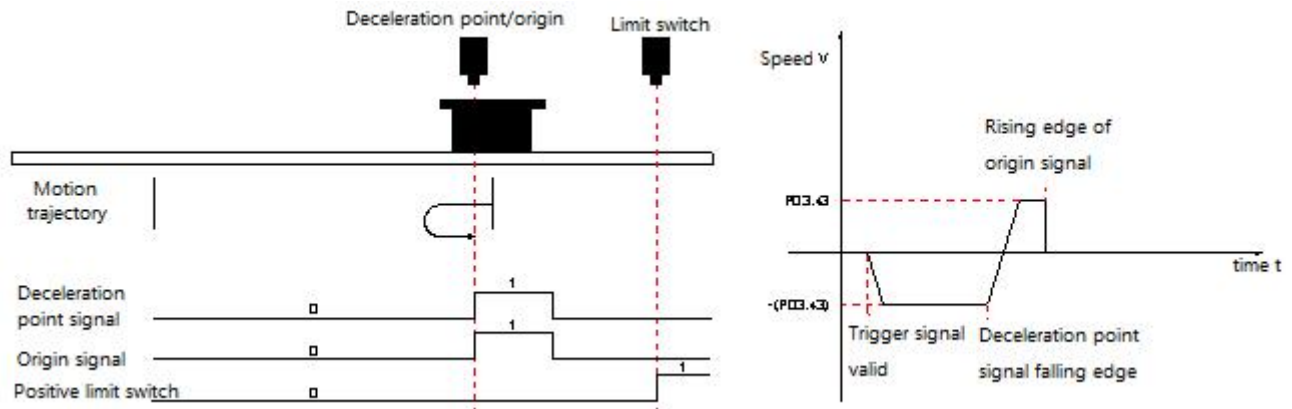 Deceleration point/origin
Limit switch
Motion
trajectory
Deceleration
point signal
0
1
Origin signal
0
1
Positive limit switch
0
1
Speed V
Rising edge of
origin signal
P03.43
time t
-(P03.43)
Trigger signal
valid
Deceleration point
signal falling edge